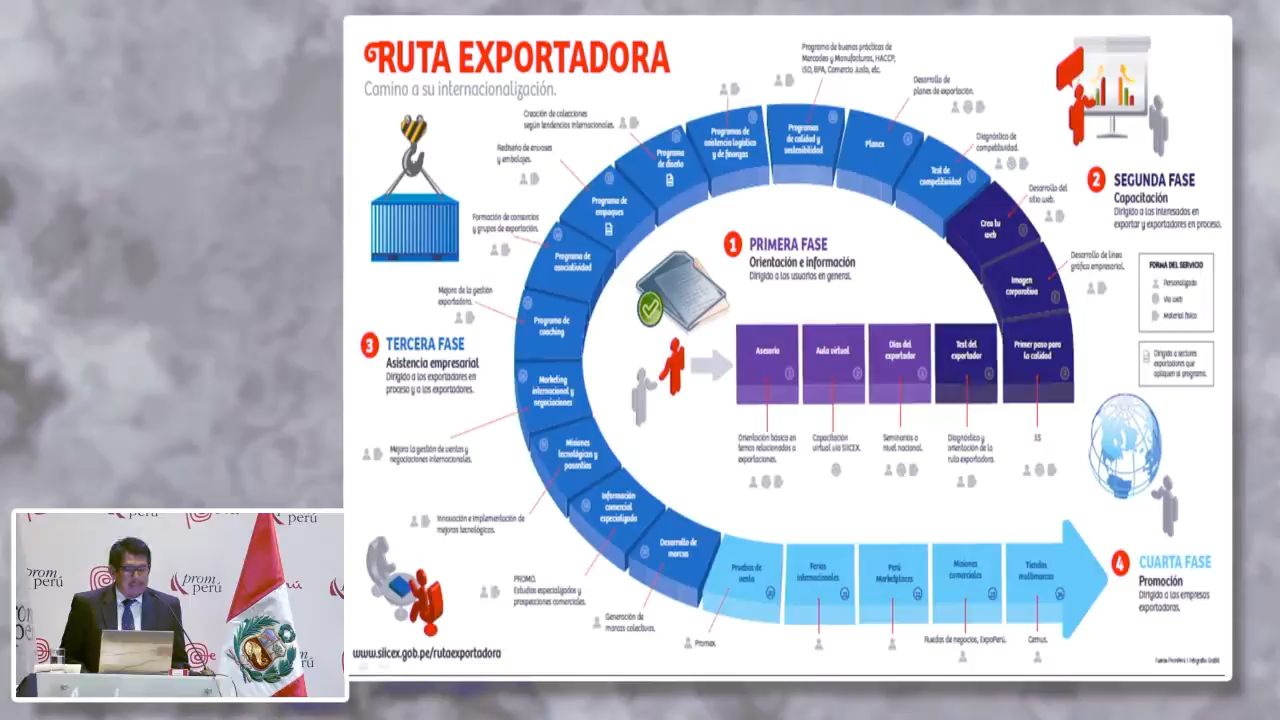 RUTA EXPORTADORA
Camino a su internacionalización.
Programa de buenas prácticas de
Mercadeo y Manufacturas, HACCP,
ISO, BPA, Comercio Justo, etc.
Desarrollo de
planes de exportación.
Diagnóstico de
competitividad.
Desarrollo del
sitio web.
Desarrollo de línea
gráfica empresarial.
Creación de colecciones
según tendencias internacionales.
Rediseño de envases
y embalajes.
Formación de consorcios
y grupos de exportación.
Mejora de la gestión
exportadora.
Mejora la gestión de ventas y
negociaciones internacionales.
Innovación e implementación de
mejoras tecnológicas.
PROMO.
Estudios especializados y
prospecciones comerciales.
Generación de
marcas colectivas.
Programas de
asistencia logística
y de finanzas
Programas
de calidad y
sostenibilidad
Planex
Test de
competitividad
Crea tu
web
Imagen
corporativa
Primer paso para
la calidad
Programa
de diseño
Programa de
empaques
Programa de
asociatividad
Programa de
coaching
Marketing
internacional y
negociaciones
Misiones
tecnológicas y
pasantías
Información
comercial
especializada
Desarrollo de
marcas
1 PRIMERA FASE
Orientación e información
Dirigido a los usuarios en general.
Asesoría
Aula virtual
Días del
exportador
Test del
exportador
Orientación básica en
temas relacionados a
exportaciones.
Capacitación
virtual vía SIICEX.
Seminarios a
nivel nacional.
Diagnóstico y
orientación de la
ruta exportadora.
5S
2 SEGUNDA FASE
Capacitación
Dirigido a los interesados en
exportar y exportadores en proceso.
FORMA DEL SERVICIO
Personalizado
Vía web
Material físico
Dirigido a sectores
exportadores que
apliquen al programa.
3 TERCERA FASE
Asistencia empresarial
Dirigido a los exportadores en
proceso y a los exportadores.
4 CUARTA FASE
Promoción
Dirigida a las empresas
exportadoras.
Pruebas de
venta
Ferias
internacionales
Perú
Marketplaces
Misiones
comerciales
Tiendas
multimarcas
Promex.
Ruedas de negocios, ExpoPerú.
Cemus.
www.siicex.gob.pe/rutaexportadora
prom
perú